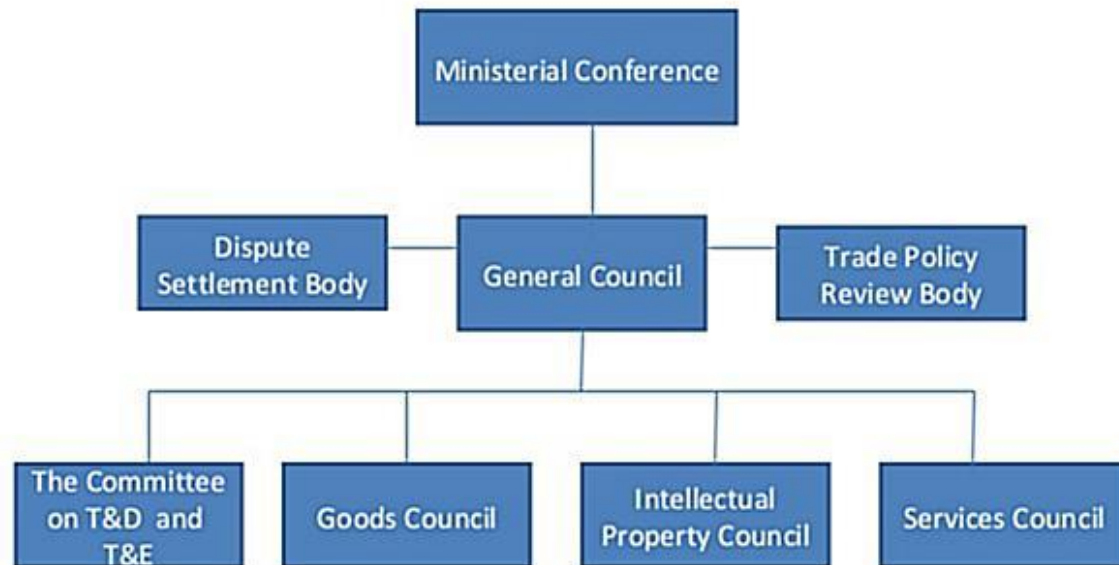 Ministerial Conference
Dispute
Settlement Body
General Council
Trade Policy
Review Body
The Committee
on T&D and
T&E
Goods Council
Intellectual
Property Council
Services Council